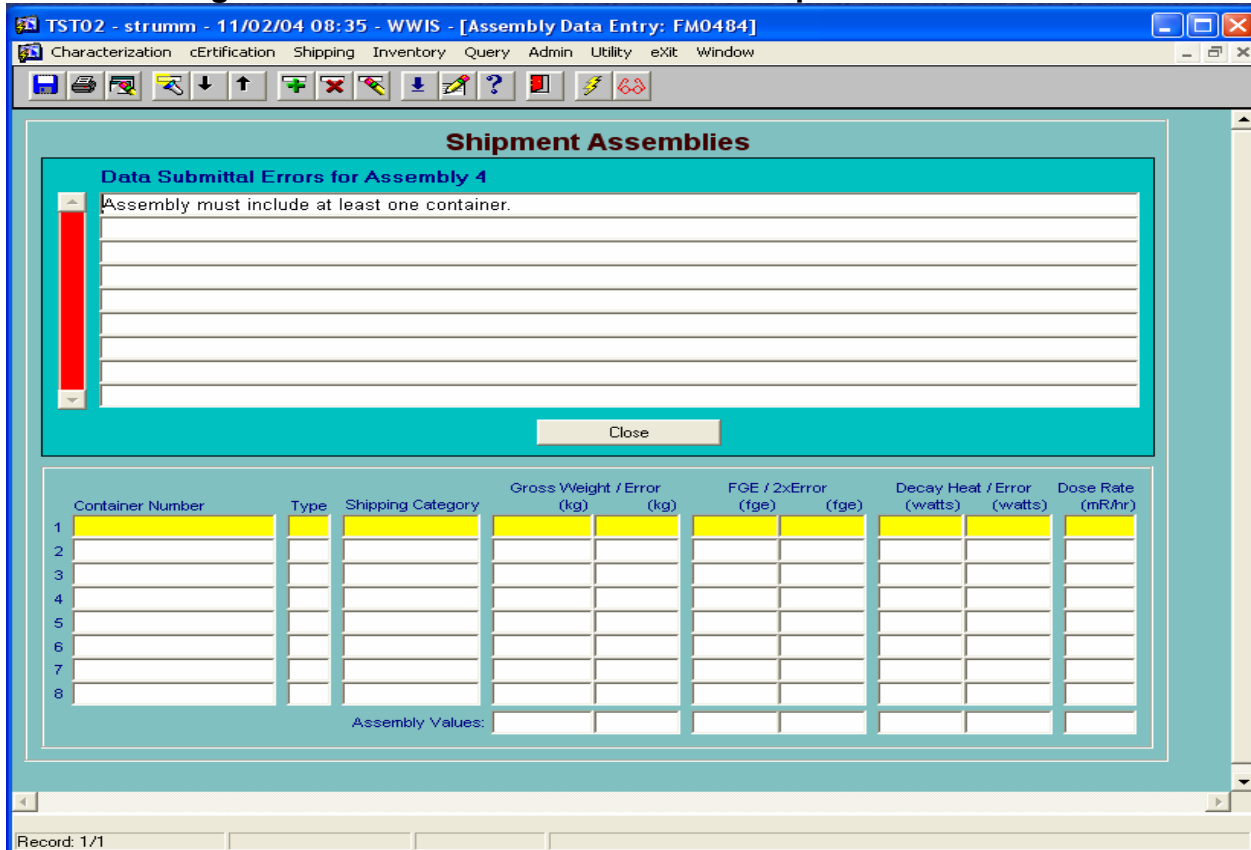 TST02 - strumm - 11/02/04 08:35 - WWIS - [Assembly Data Entry: FM0484]
Characterization cErtification Shipping Inventory Query Admin Utility eXit Window
Shipment Assemblies
Data Submittal Errors for Assembly 4
Assembly must include at least one container.
Close
Gross Weight / Error FGE / 2xError Decay Heat / Error Dose Rate
Container Number Type Shipping Category (kg) (kg) (fge) (fge) (watts) (watts) (mR/hr)
1
2
3
4
5
6
7
8
Assembly Values:
Record: 1/1